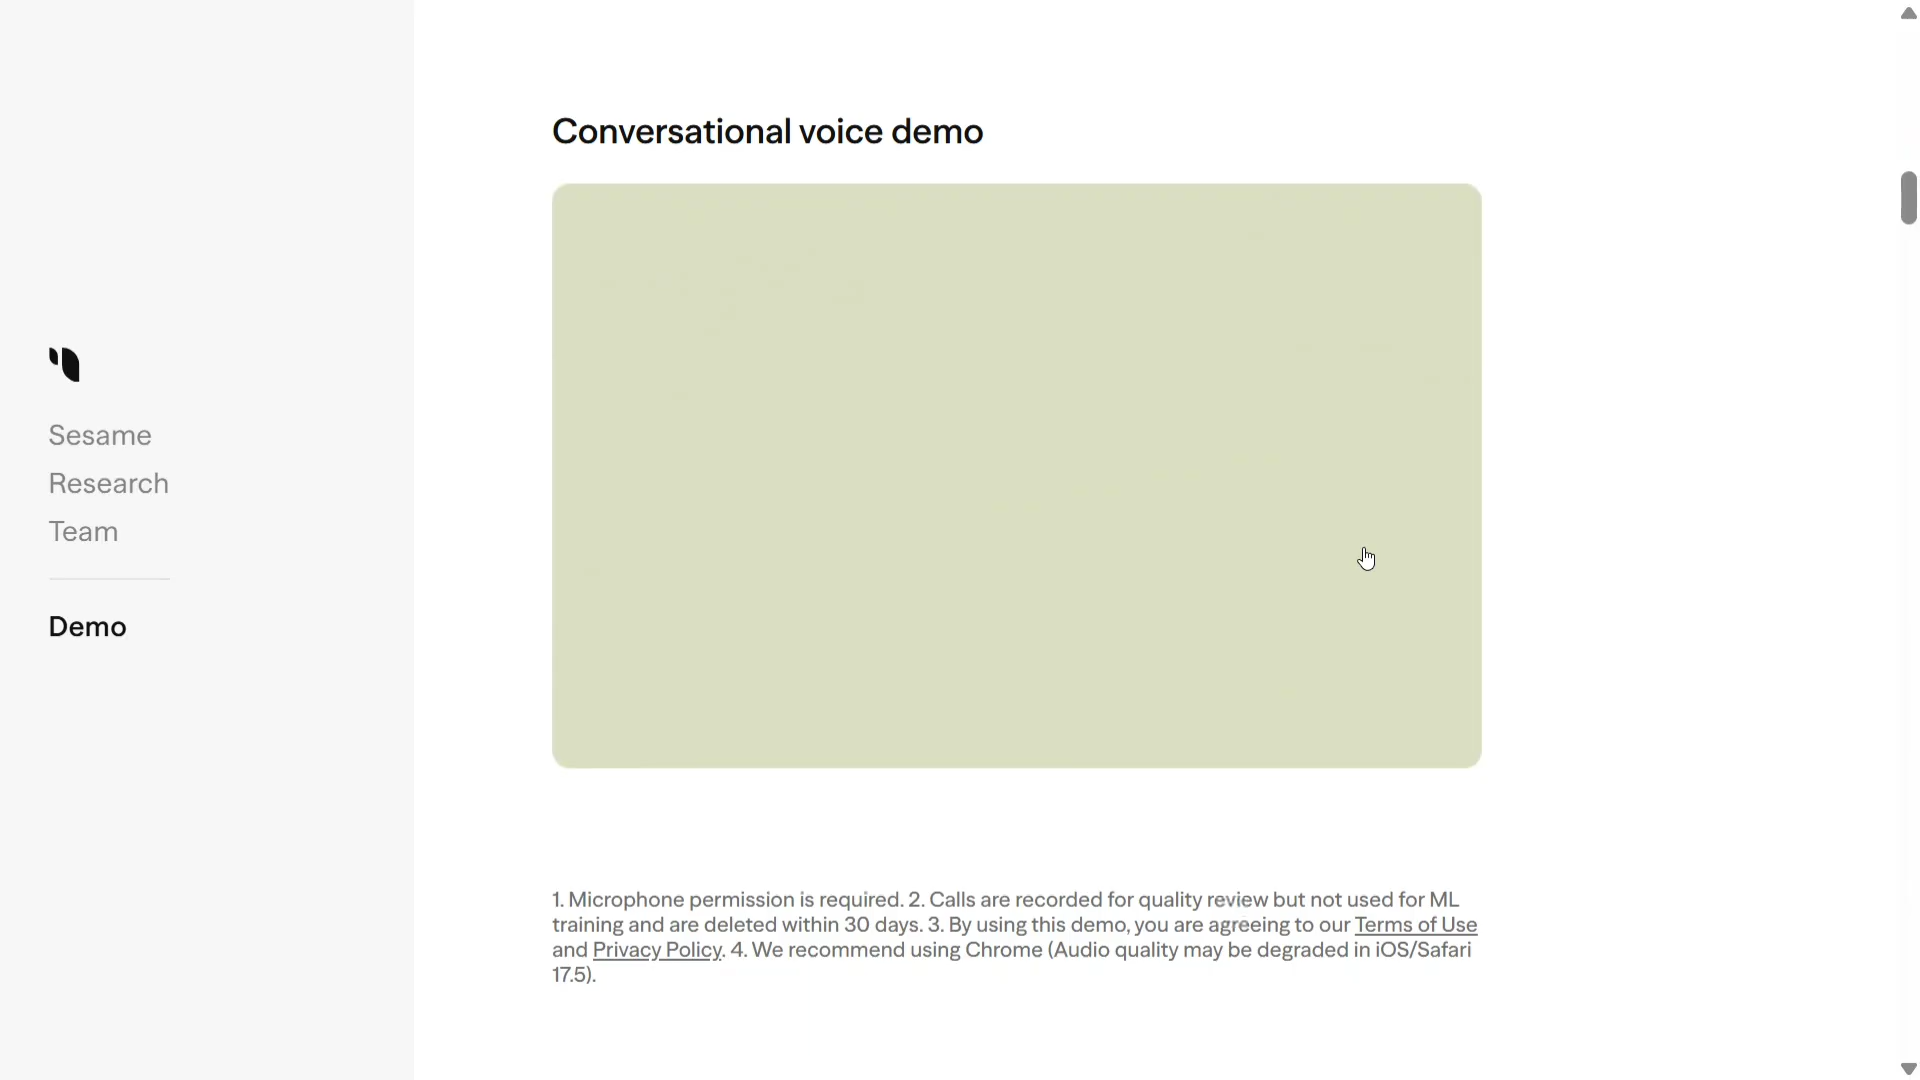 Conversational voice demo
Sesame
Research
Team
Demo
1. Microphone permission is required. 2. Calls are recorded for quality review but not used for ML
training and are deleted within 30 days. 3. By using this demo, you are agreeing to our Terms of Use
and Privacy Policy. 4. We recommend using Chrome (Audio quality may be degraded in iOS/Safari
17.5).